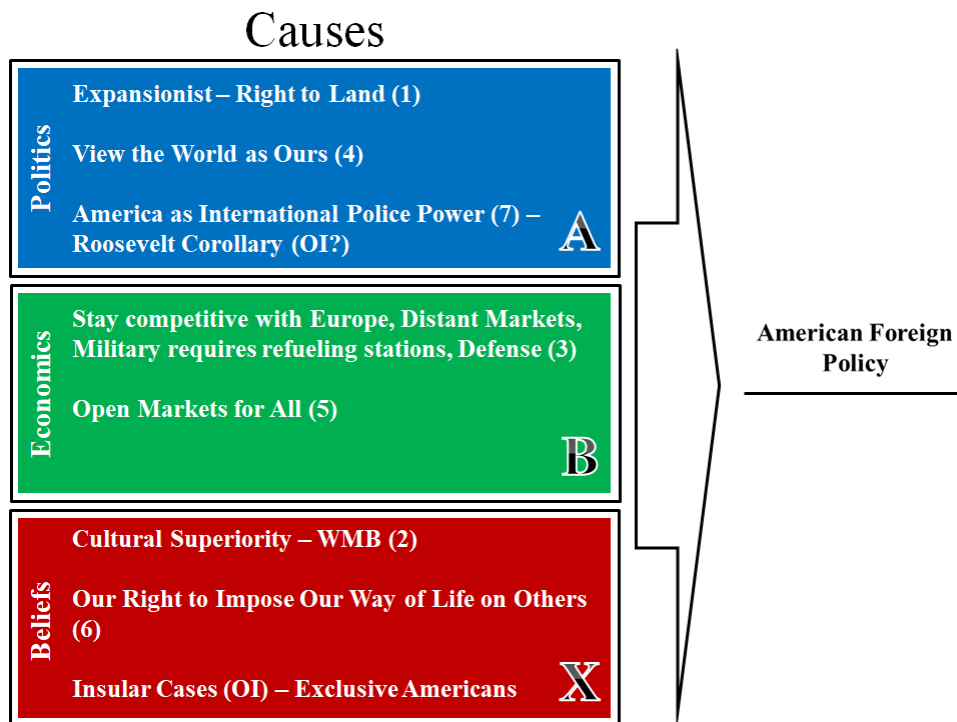 Causes
Politics
Expansionist – Right to Land (1)
View the World as Ours (4)
America as International Police Power (7) –
Roosevelt Corollary (OI?)
A
Economics
Stay competitive with Europe, Distant Markets,
Military requires refueling stations, Defense (3)
Open Markets for All (5)
B
Beliefs
Cultural Superiority – WMB (2)
Our Right to Impose Our Way of Life on Others
(6)
Insular Cases (OI) – Exclusive Americans
X
American Foreign
Policy